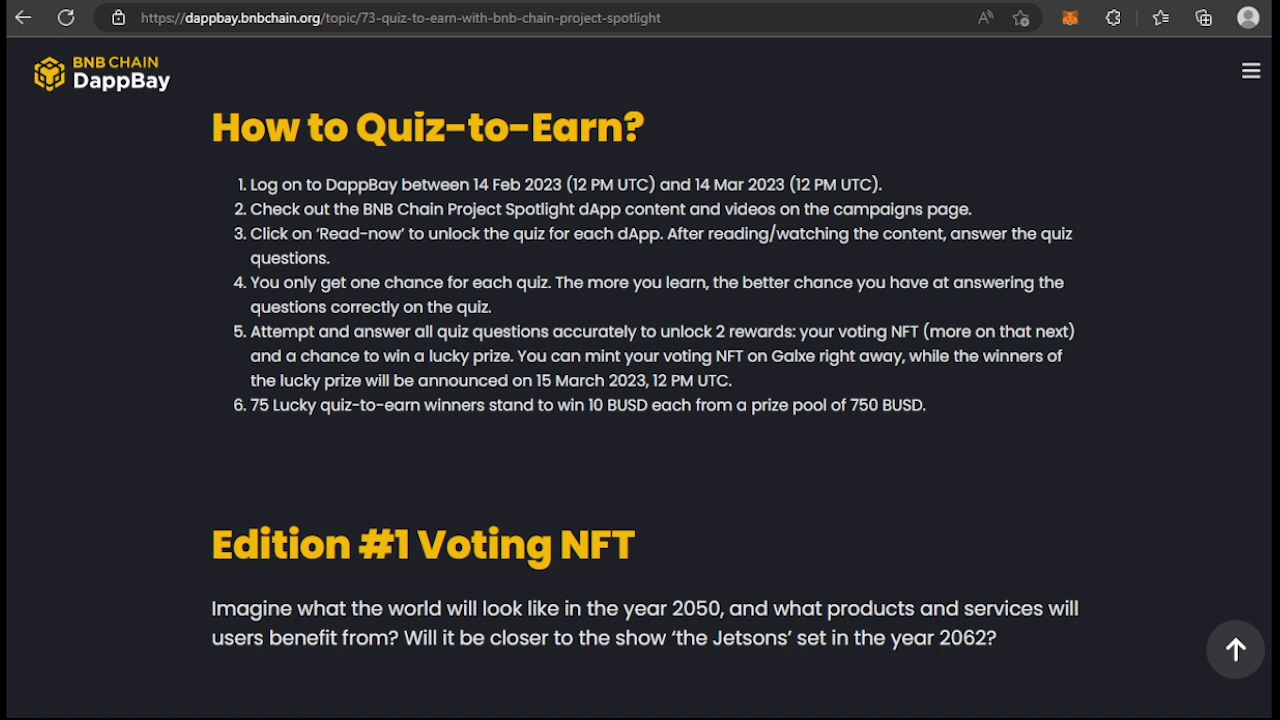 https://dappbay.bnbchain.org/topic/73-quiz-to-earn-with-bnb-chain-project-spotlight
BNB CHAIN
DappBay
How to Quiz-to-Earn?
1. Log on to DappBay between 14 Feb 2023 (12 PM UTC) and 14 Mar 2023 (12 PM UTC).
2. Check out the BNB Chain Project Spotlight dApp content and videos on the campaigns page.
3. Click on ‘Read-now’ to unlock the quiz for each dApp. After reading/watching the content, answer the quiz
questions.
4. You only get one chance for each quiz. The more you learn, the better chance you have at answering the
questions correctly on the quiz.
5. Attempt and answer all quiz questions accurately to unlock 2 rewards: your voting NFT (more on that next)
and a chance to win a lucky prize. You can mint your voting NFT on Galxe right away, while the winners of
the lucky prize will be announced on 15 March 2023, 12 PM UTC.
6. 75 Lucky quiz-to-earn winners stand to win 10 BUSD each from a prize pool of 750 BUSD.
Edition #1 Voting NFT
Imagine what the world will look like in the year 2050, and what products and services will
users benefit from? Will it be closer to the show ‘the Jetsons’ set in the year 2062?